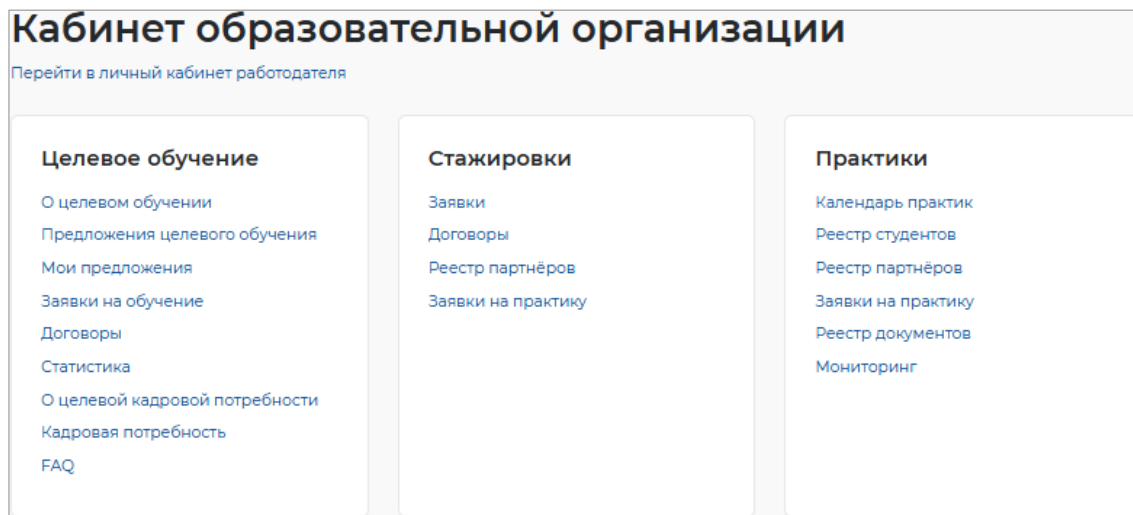 Кабинет образовательной организации
Перейти в личный кабинет работодателя
Целевое обучение
О целевом обучении
Предложения целевого обучения
Мои предложения
Заявки на обучение
Договоры
Статистика
О целевой кадровой потребности
Кадровая потребность
FAQ
Стажировки
Заявки
Договоры
Реестр партнёров
Заявки на практику
Практики
Календарь практик
Реестр студентов
Реестр партнёров
Заявки на практику
Реестр документов
Мониторинг